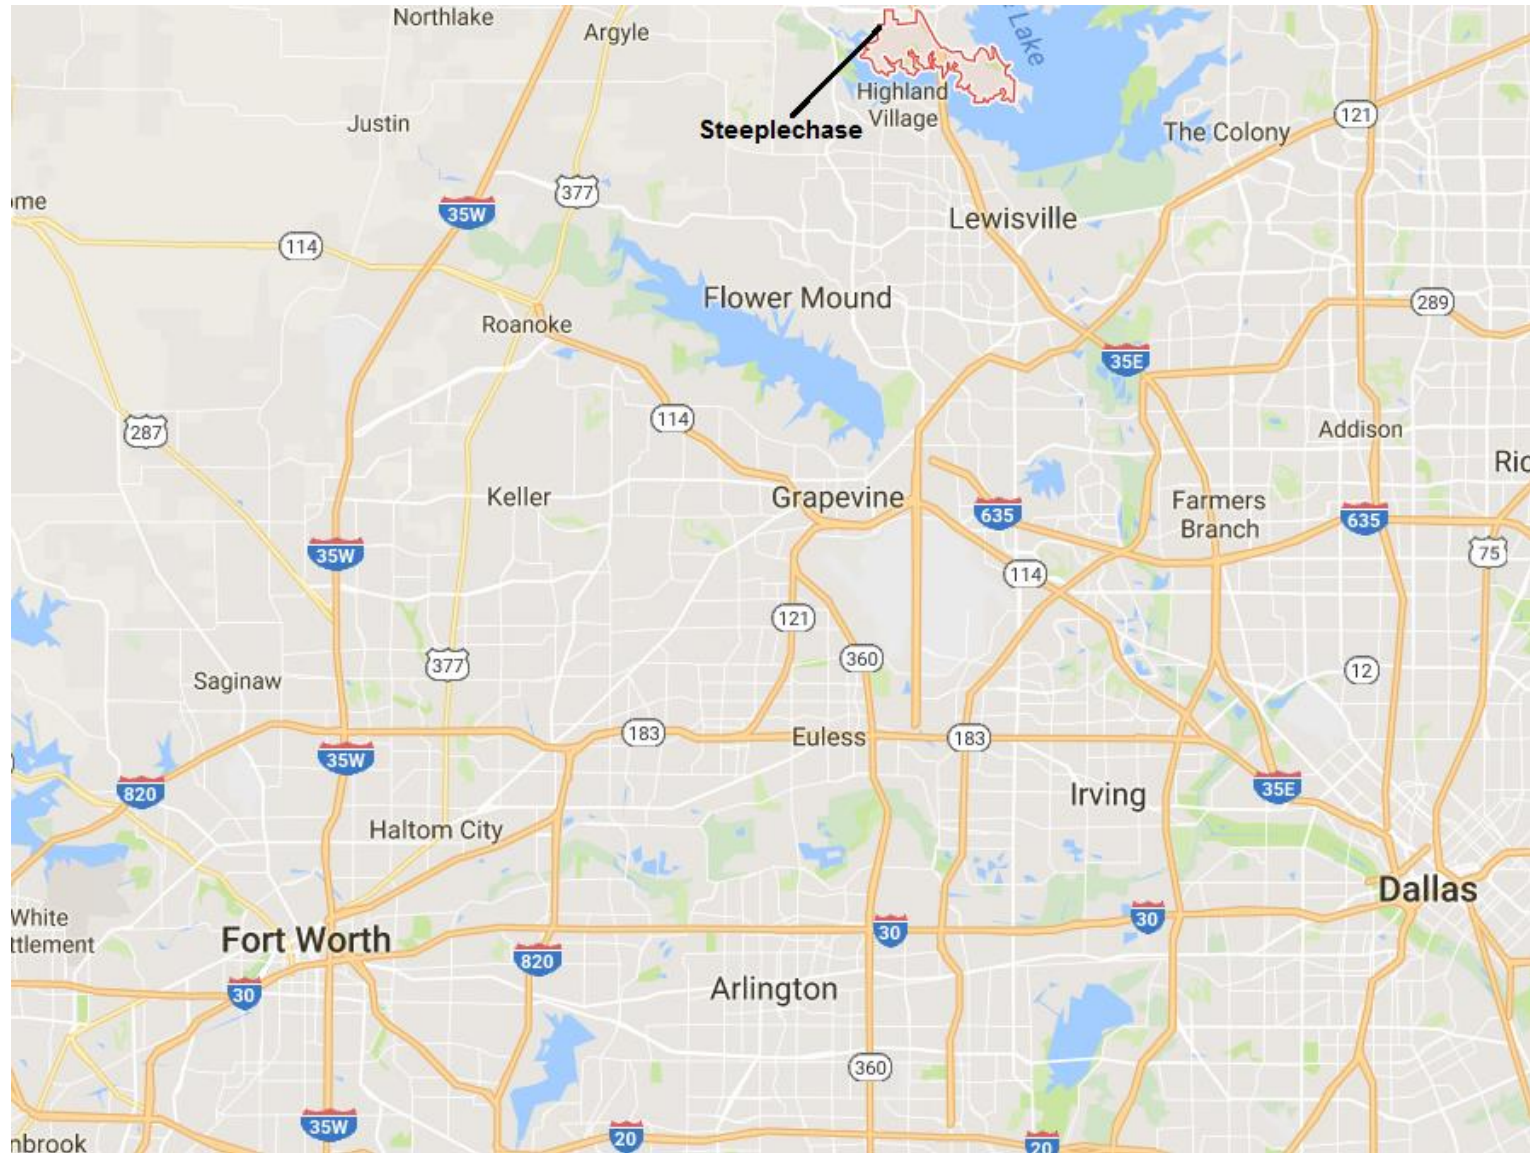 Northlake
Argyle
Lake
Highland
Village
Steeplechase
Justin
121
The Colony
377
ome
35W
Lewisville
114
Flower Mound
289
Roanoke
35E
114
287
Addison
Ric
Keller
Grapevine
635
Farmers
Branch
635
35W
75
114
121
360
377
12
Saginaw
183
Euless
183
35W
820
35E
Irving
Haltom City
Dallas
White
ttlement
Fort Worth
30
30
820
30
Arlington
360
35W
20
20
nbrook